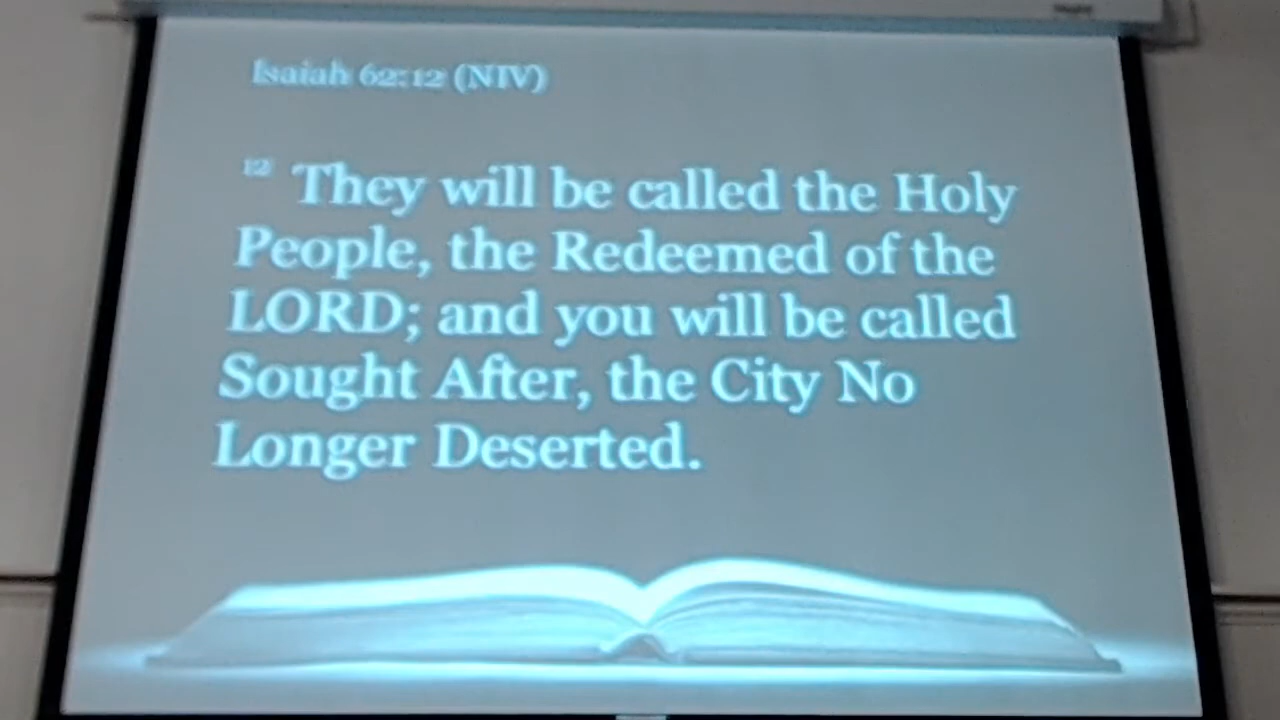 Isaiah 62:12 (NIV)
12 They will be called the Holy
People, the Redeemed of the
LORD; and you will be called
Sought After, the City No
Longer Deserted.